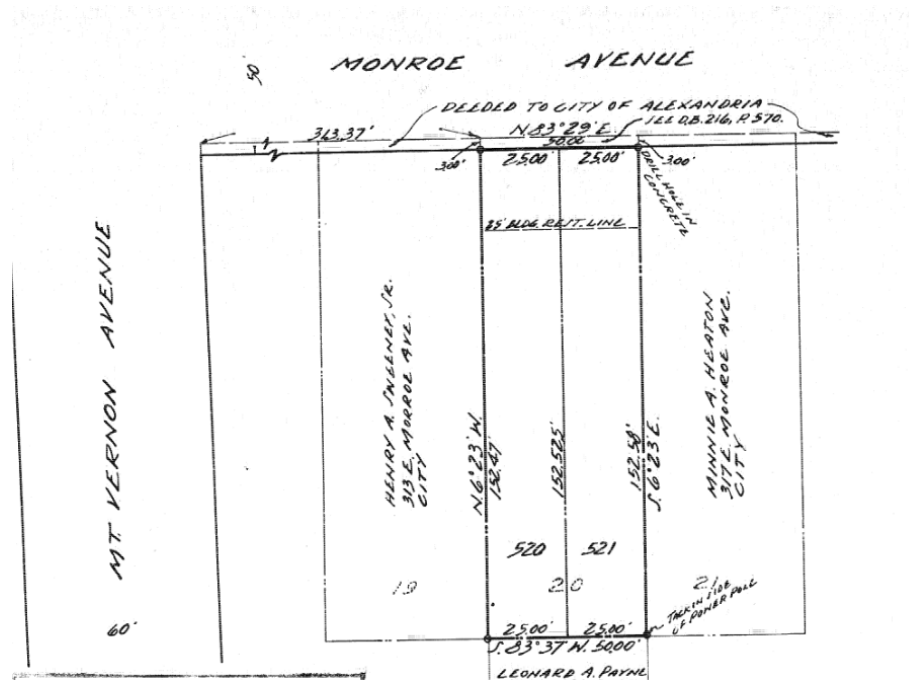 MONROE AVENUE
50'
DEEDED TO CITY OF ALEXANDRIA
SEE D.B. 216, P. 570.
343.37'
N. 83° 29' E.
50.00
3.00'
25.00' 25.00'
3.00'
DRILL HOLE IN
CONCRETE
25' BLDG. REST. LINE
MT. VERNON AVENUE
60'
HENRY A. SWEENEY, SR.
313 E. MONROE AVE.
CITY
N. 6° 23' W.
152.47'
152.525'
152.58'
S. 6° 23' E.
MINNIE A. HEATON
317 E. MONROE AVE.
CITY
520 521
19 20 21
TACK IN SIDE
OF POWER POLE
25.00' 25.00'
S. 83° 37' W. 50.00'
LEONARD A. PAYNE